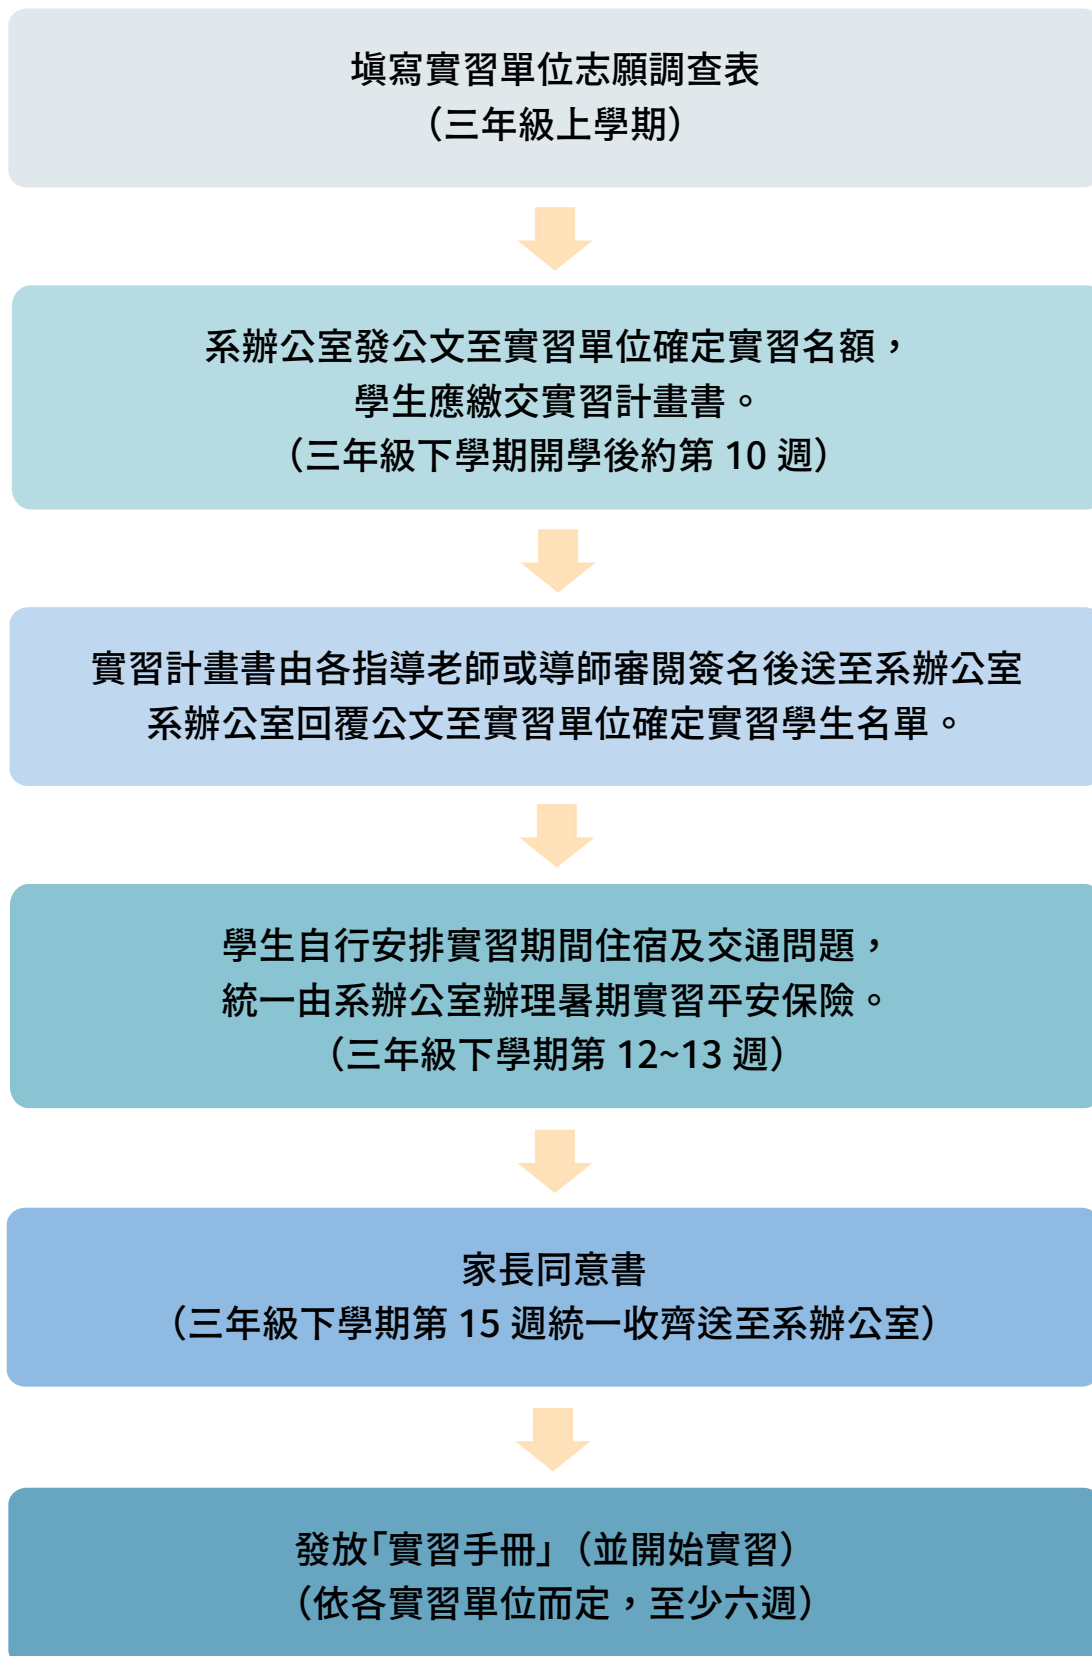 填寫實習單位志願調查表
（三年級上學期）
系辦公室發公文至實習單位確定實習名額，
學生應繳交實習計畫書。
（三年級下學期開學後約第 10 週）
實習計畫書由各指導老師或導師審閱簽名後送至系辦公室
系辦公室回覆公文至實習單位確定實習學生名單。
學生自行安排實習期間住宿及交通問題，
統一由系辦公室辦理暑期實習平安保險。
（三年級下學期第 12~13 週）
家長同意書
（三年級下學期第 15 週統一收齊送至系辦公室）
發放「實習手冊」（並開始實習）
（依各實習單位而定，至少六週）